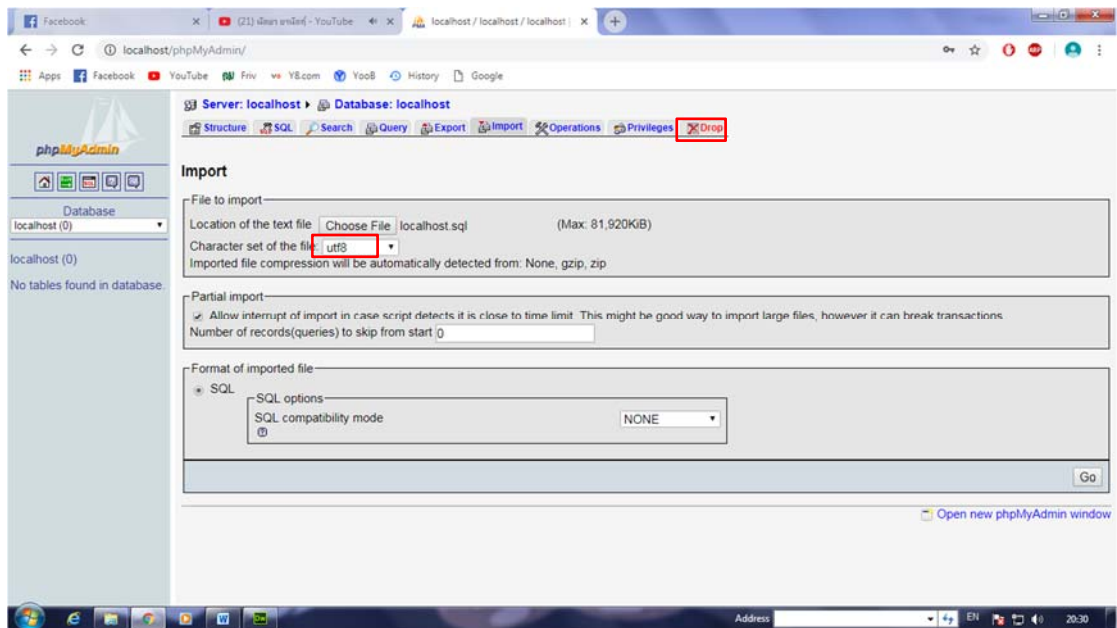 Facebook
(21) - YouTube
localhost / localhost / localhost |
localhost/phpMyAdmin/
Apps Facebook YouTube Friv Y8.com Yoo8 History Google
phpMyAdmin
Database
localhost (0)
localhost (0)
No tables found in database.
Server: localhost Database: localhost
Structure SQL Search Query Export Import Operations Privileges Drop
Import
File to import
Location of the text file Choose File localhost.sql (Max: 81,920KiB)
Character set of the file: utf8
Imported file compression will be automatically detected from: None, gzip, zip
Partial import
Allow interrupt of import in case script detects it is close to time limit. This might be good way to import large files, however it can break transactions.
Number of records(queries) to skip from start 0
Format of imported file
SQL
SQL options
SQL compatibility mode NONE
Go
Open new phpMyAdmin window
Address EN 20:30